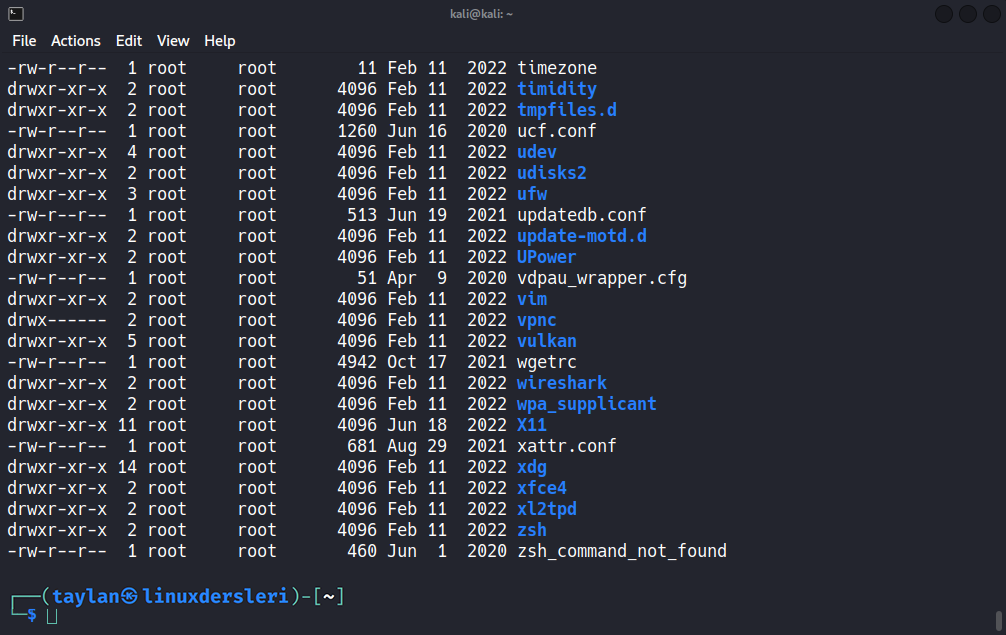 kali@kali: ~
File Actions Edit View Help
-rw-r--r-- 1 root root 11 Feb 11 2022 timezone
drwxr-xr-x 2 root root 4096 Feb 11 2022 timidity
drwxr-xr-x 2 root root 4096 Feb 11 2022 tmpfiles.d
-rw-r--r-- 1 root root 1260 Jun 16 2020 ucf.conf
drwxr-xr-x 4 root root 4096 Feb 11 2022 udev
drwxr-xr-x 2 root root 4096 Feb 11 2022 udisks2
drwxr-xr-x 3 root root 4096 Feb 11 2022 ufw
-rw-r--r-- 1 root root 513 Jun 19 2021 updatedb.conf
drwxr-xr-x 2 root root 4096 Feb 11 2022 update-motd.d
drwxr-xr-x 2 root root 4096 Feb 11 2022 UPower
-rw-r--r-- 1 root root 51 Apr 9 2020 vdpau_wrapper.cfg
drwxr-xr-x 2 root root 4096 Feb 11 2022 vim
drwx------ 2 root root 4096 Feb 11 2022 vpnc
drwxr-xr-x 5 root root 4096 Feb 11 2022 vulkan
-rw-r--r-- 1 root root 4942 Oct 17 2021 wgetrc
drwxr-xr-x 2 root root 4096 Feb 11 2022 wireshark
drwxr-xr-x 2 root root 4096 Feb 11 2022 wpa_supplicant
drwxr-xr-x 11 root root 4096 Jun 18 2022 X11
-rw-r--r-- 1 root root 681 Aug 29 2021 xattr.conf
drwxr-xr-x 14 root root 4096 Feb 11 2022 xdg
drwxr-xr-x 2 root root 4096 Feb 11 2022 xfce4
drwxr-xr-x 2 root root 4096 Feb 11 2022 xl2tpd
drwxr-xr-x 2 root root 4096 Feb 11 2022 zsh
-rw-r--r-- 1 root root 460 Jun 1 2020 zsh_command_not_found
┌──(taylan㉿linuxdersleri)-[~]
└─$